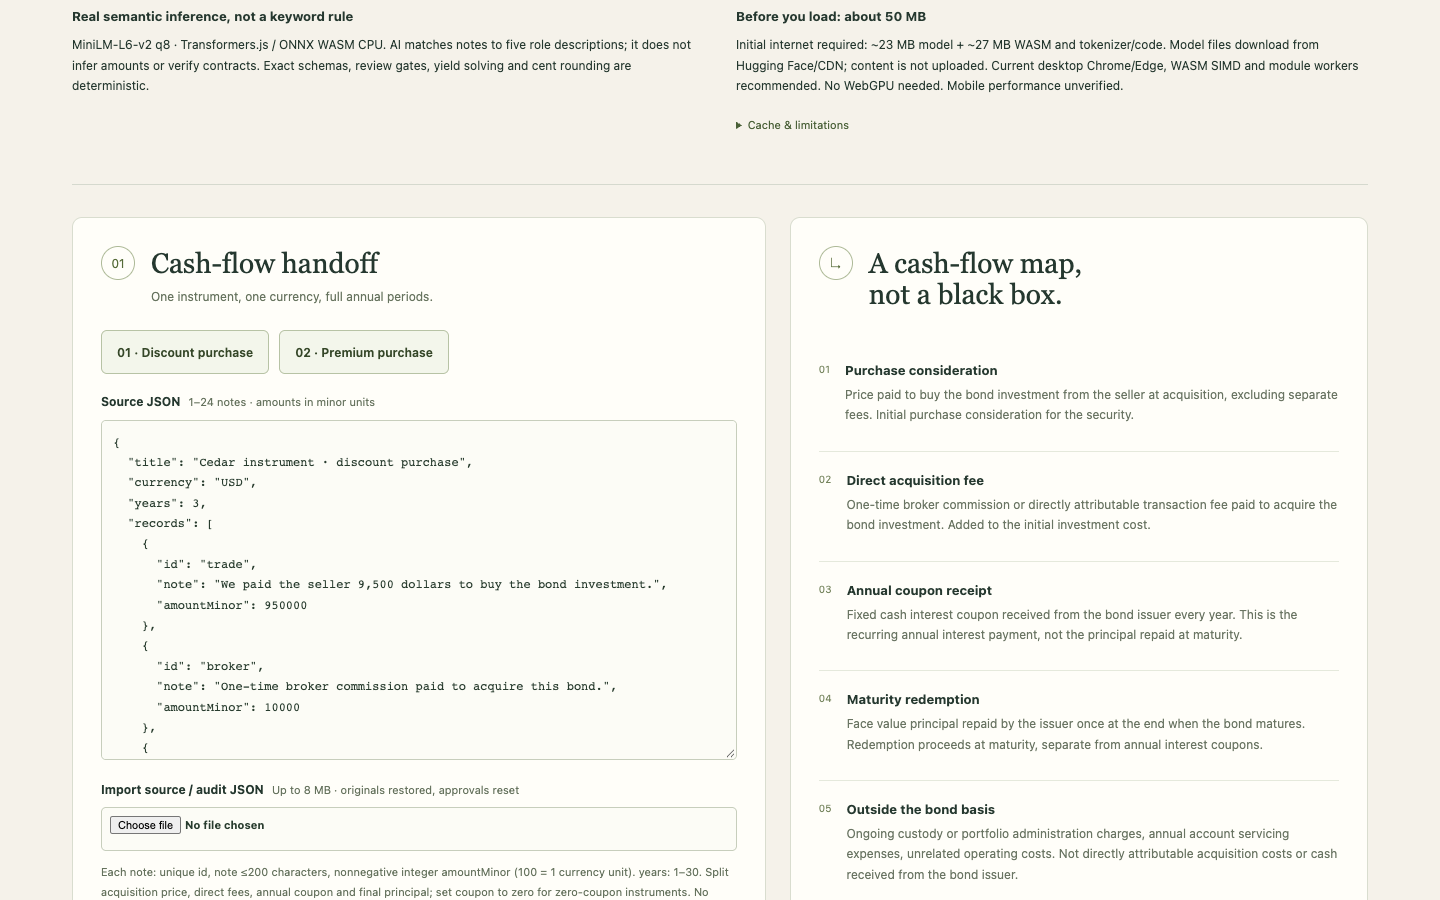 Real semantic inference, not a keyword rule
MiniLM-L6-v2 q8 · Transformers.js / ONNX WASM CPU. AI matches notes to five role descriptions; it does not
infer amounts or verify contracts. Exact schemas, review gates, yield solving and cent rounding are
deterministic.
Before you load: about 50 MB
Initial internet required: ~23 MB model + ~27 MB WASM and tokenizer/code. Model files download from
Hugging Face/CDN; content is not uploaded. Current desktop Chrome/Edge, WASM SIMD and module workers
recommended. No WebGPU needed. Mobile performance unverified.
Cache & limitations
01
Cash-flow handoff
One instrument, one currency, full annual periods.
01 · Discount purchase
02 · Premium purchase
Source JSON 1–24 notes · amounts in minor units
{
"title": "Cedar instrument · discount purchase",
"currency": "USD",
"years": 3,
"records": [
{
"id": "trade",
"note": "We paid the seller 9,500 dollars to buy the bond investment.",
"amountMinor": 950000
},
{
"id": "broker",
"note": "One-time broker commission paid to acquire this bond.",
"amountMinor": 10000
},
{
Import source / audit JSON Up to 8 MB · originals restored, approvals reset
Choose file No file chosen
Each note: unique id, note ≤200 characters, nonnegative integer amountMinor (100 = 1 currency unit). years: 1–30. Split
acquisition price, direct fees, annual coupon and final principal; set coupon to zero for zero-coupon instruments. No
A cash-flow map,
not a black box.
01 Purchase consideration
Price paid to buy the bond investment from the seller at acquisition, excluding separate
fees. Initial purchase consideration for the security.
02 Direct acquisition fee
One-time broker commission or directly attributable transaction fee paid to acquire the
bond investment. Added to the initial investment cost.
03 Annual coupon receipt
Fixed cash interest coupon received from the bond issuer every year. This is the
recurring annual interest payment, not the principal repaid at maturity.
04 Maturity redemption
Face value principal repaid by the issuer once at the end when the bond matures.
Redemption proceeds at maturity, separate from annual interest coupons.
05 Outside the bond basis
Ongoing custody or portfolio administration charges, annual account servicing
expenses, unrelated operating costs. Not directly attributable acquisition costs or cash
received from the bond issuer.